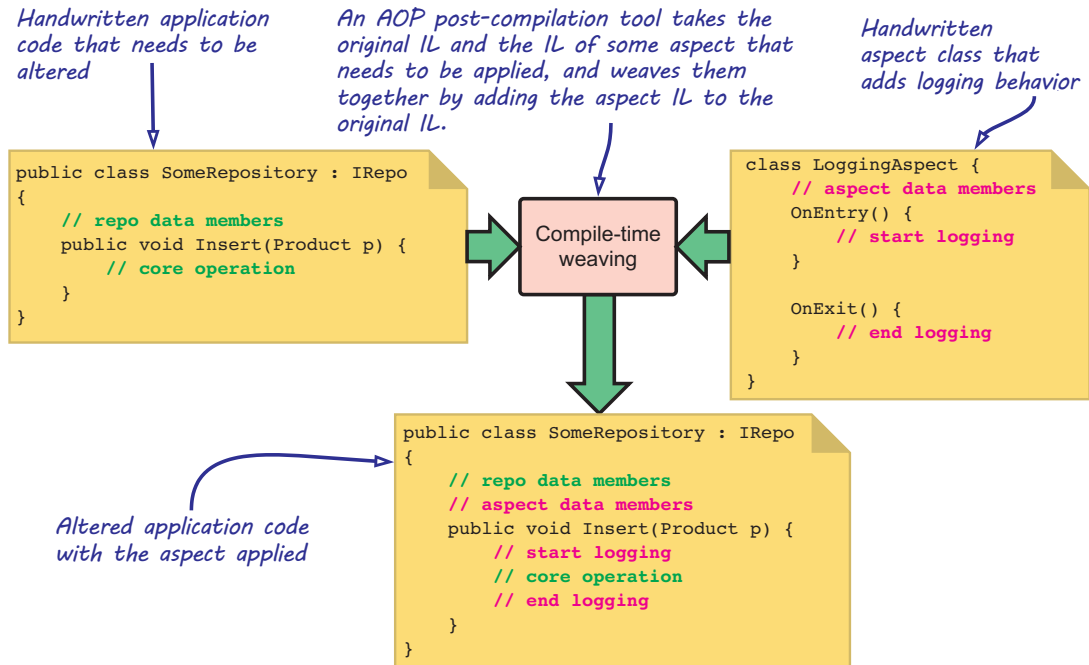 Handwritten application
code that needs to be
altered
An AOP post-compilation tool takes the
original IL and the IL of some aspect that
needs to be applied, and weaves them
together by adding the aspect IL to the
original IL.
Handwritten
aspect class that
adds logging behavior
public class SomeRepository : IRepo
{
    // repo data members
    public void Insert(Product p) {
        // core operation
    }
}
Compile-time
weaving
class LoggingAspect {
    // aspect data members
    OnEntry() {
        // start logging
    }

    OnExit() {
        // end logging
    }
}
Altered application code
with the aspect applied
public class SomeRepository : IRepo
{
    // repo data members
    // aspect data members
    public void Insert(Product p) {
        // start logging
        // core operation
        // end logging
    }
}